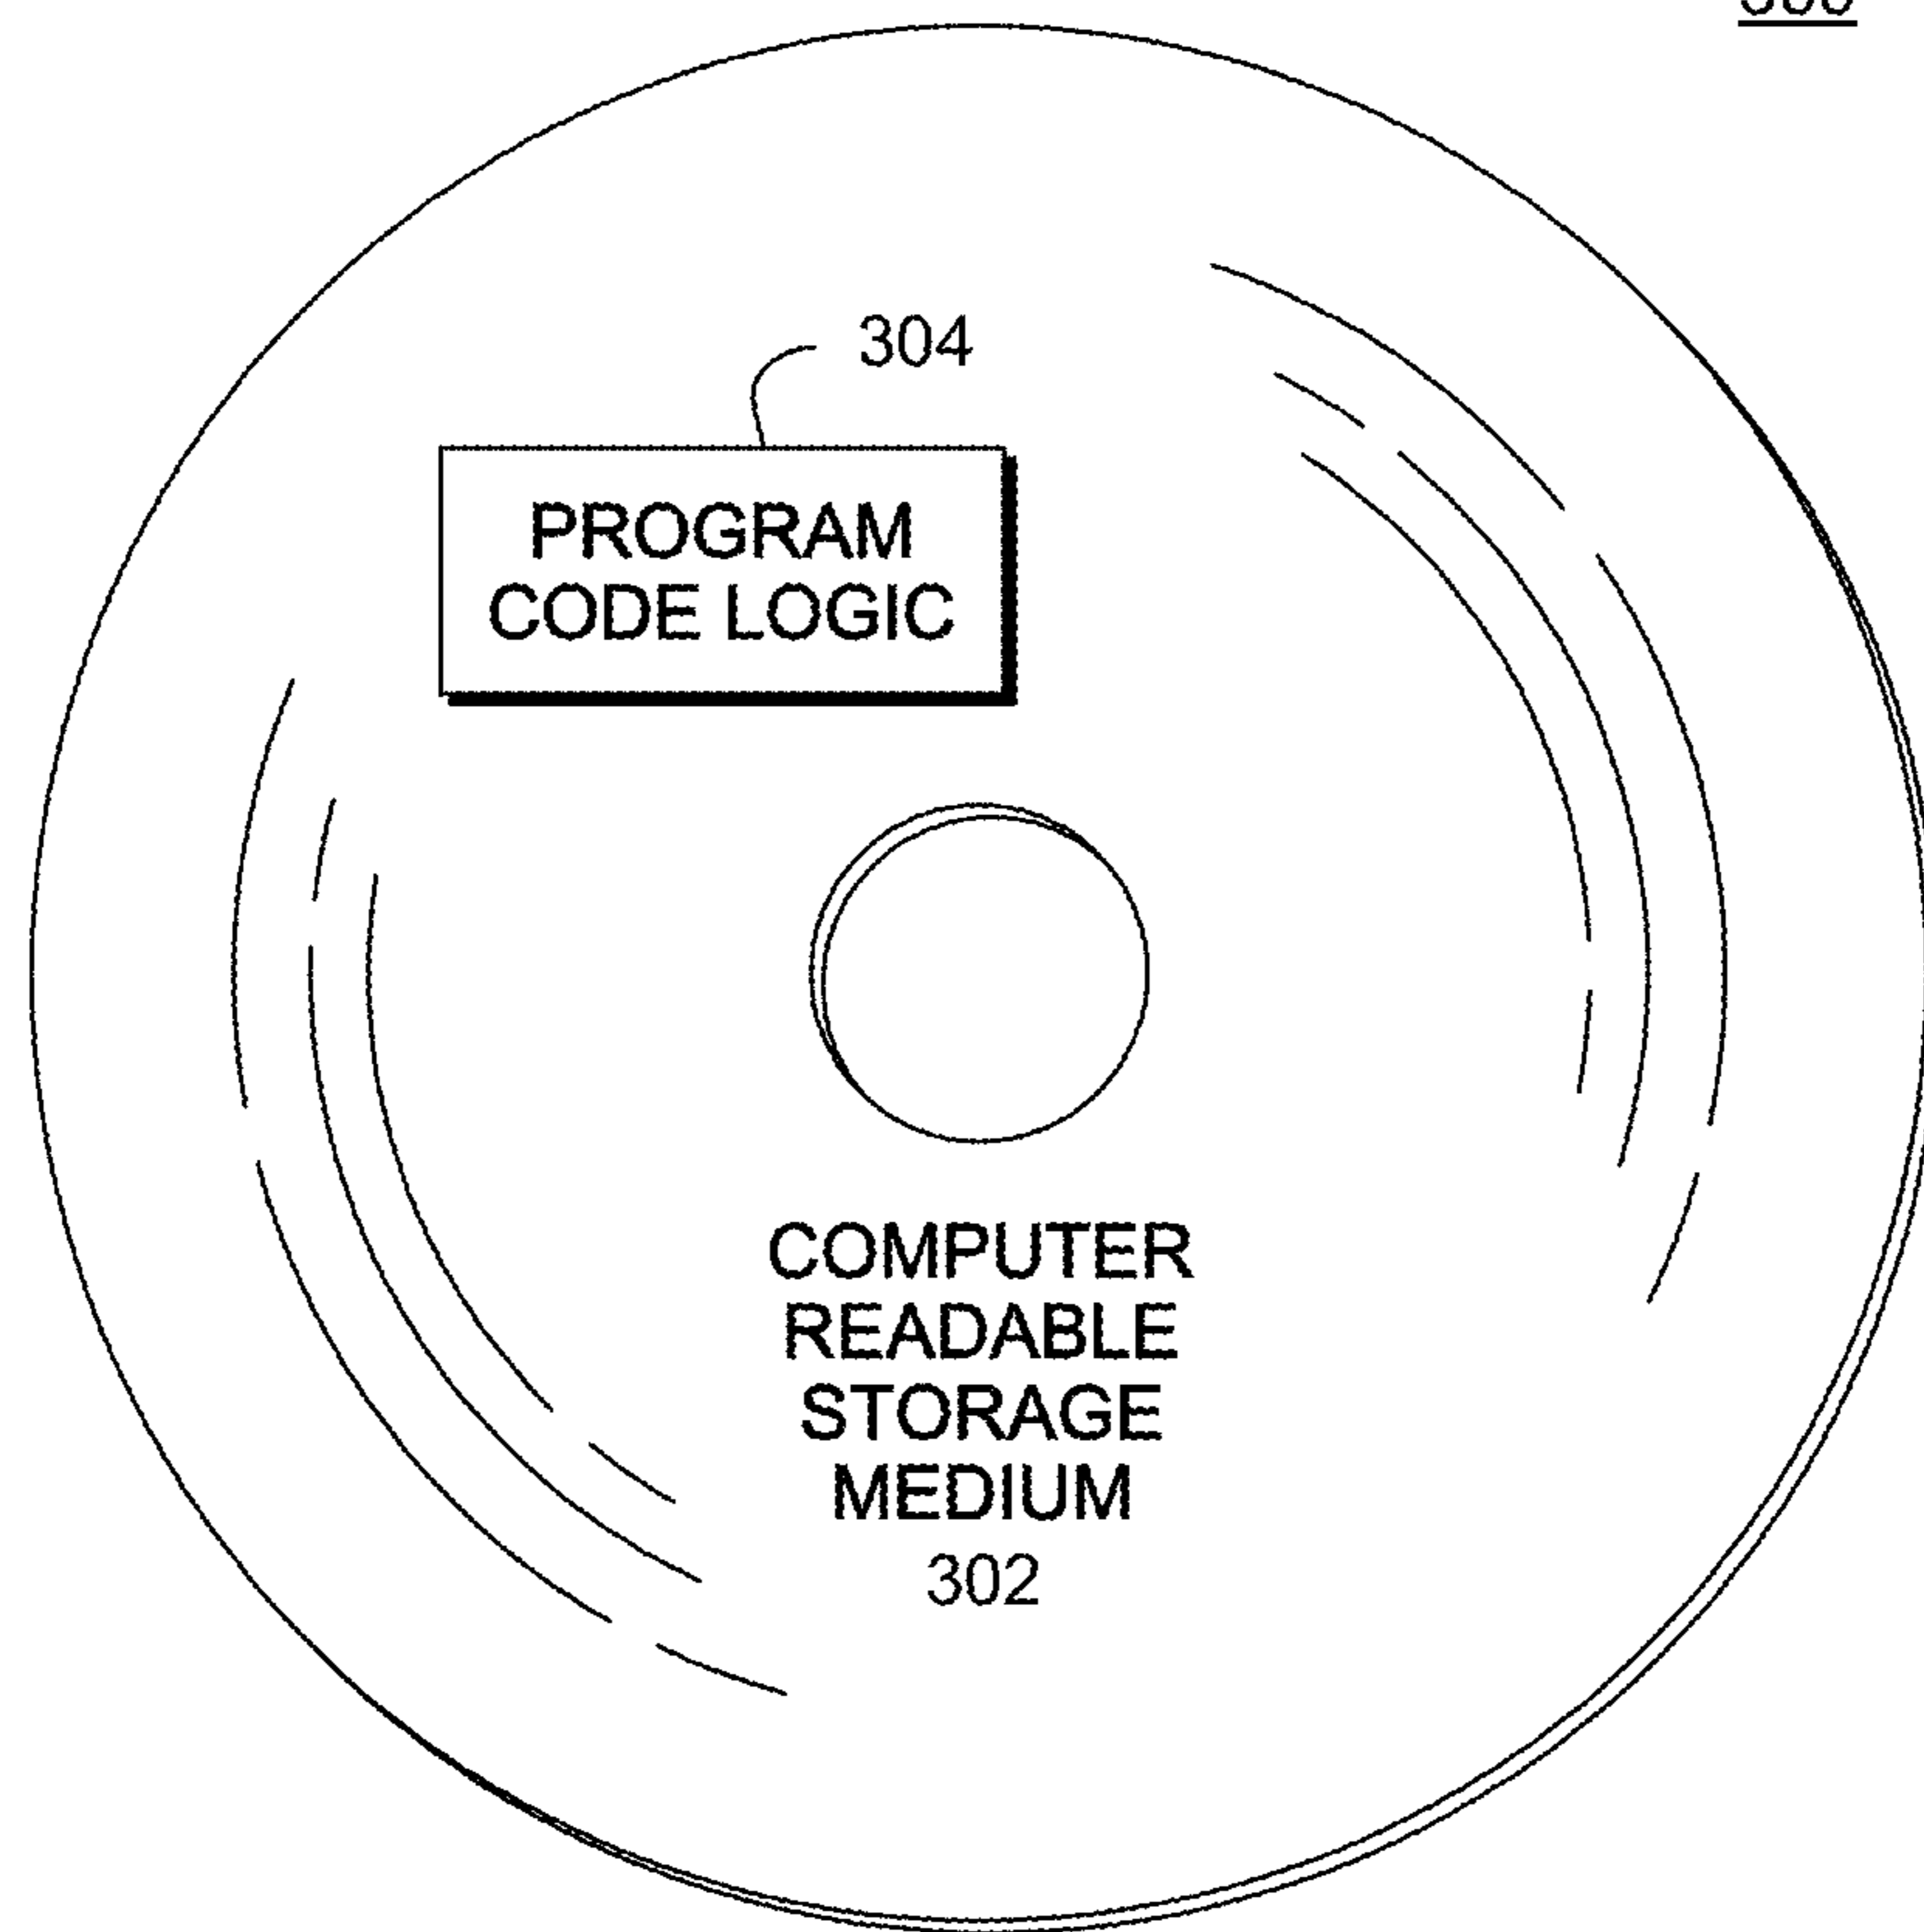 304
PROGRAM
CODE LOGIC
COMPUTER
READABLE
STORAGE
MEDIUM
302